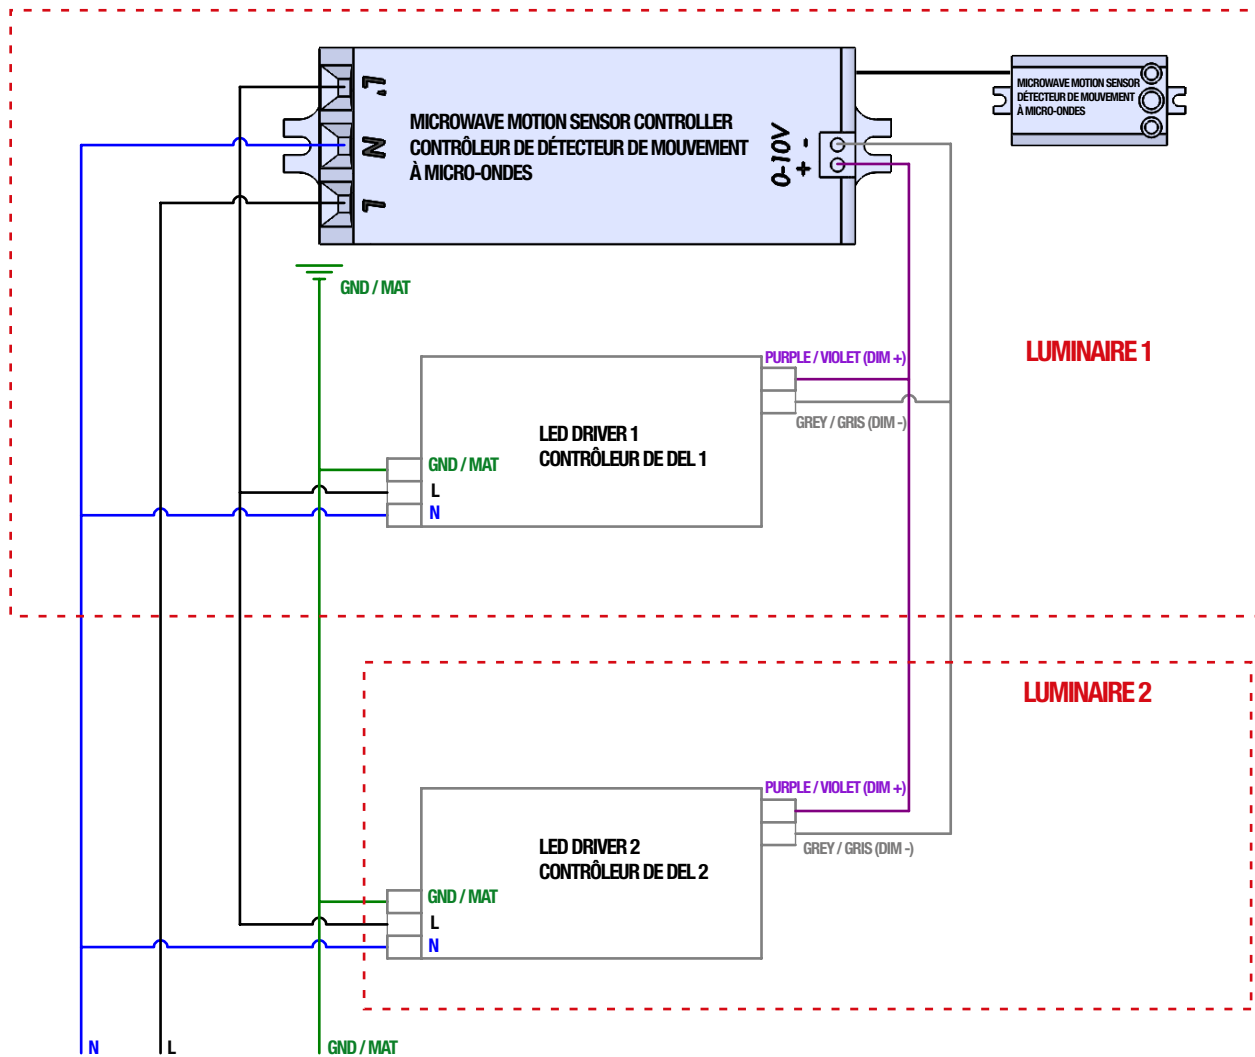 L'
MICROWAVE MOTION SENSOR CONTROLLER
CONTRÔLEUR DE DÉTECTEUR DE MOUVEMENT
À MICRO-ONDES
N
L
0-10V
-
+
MICROWAVE MOTION SENSOR
DÉTECTEUR DE MOUVEMENT
À MICRO-ONDES
GND / MAT
LUMINAIRE 1
PURPLE / VIOLET (DIM +)
GREY / GRIS (DIM -)
LED DRIVER 1
CONTRÔLEUR DE DEL 1
GND / MAT
L
N
LUMINAIRE 2
PURPLE / VIOLET (DIM +)
GREY / GRIS (DIM -)
LED DRIVER 2
CONTRÔLEUR DE DEL 2
GND / MAT
L
N
N
L
GND / MAT